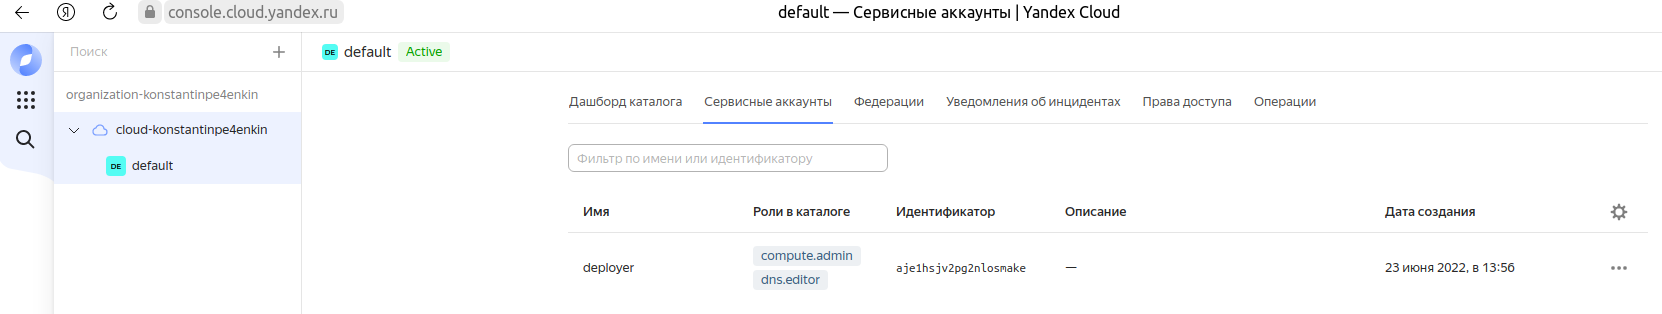 console.cloud.yandex.ru
default — Сервисные аккаунты | Yandex Cloud
Поиск
DE default Active
organization-konstantinpe4enkin
cloud-konstantinpe4enkin
DE default
Дашборд каталога Сервисные аккаунты Федерации Уведомления об инцидентах Права доступа Операции
Фильтр по имени или идентификатору
Имя Роли в каталоге Идентификатор Описание Дата создания
deployer compute.admin aje1hsjv2pg2nlosmake — 23 июня 2022, в 13:56
dns.editor